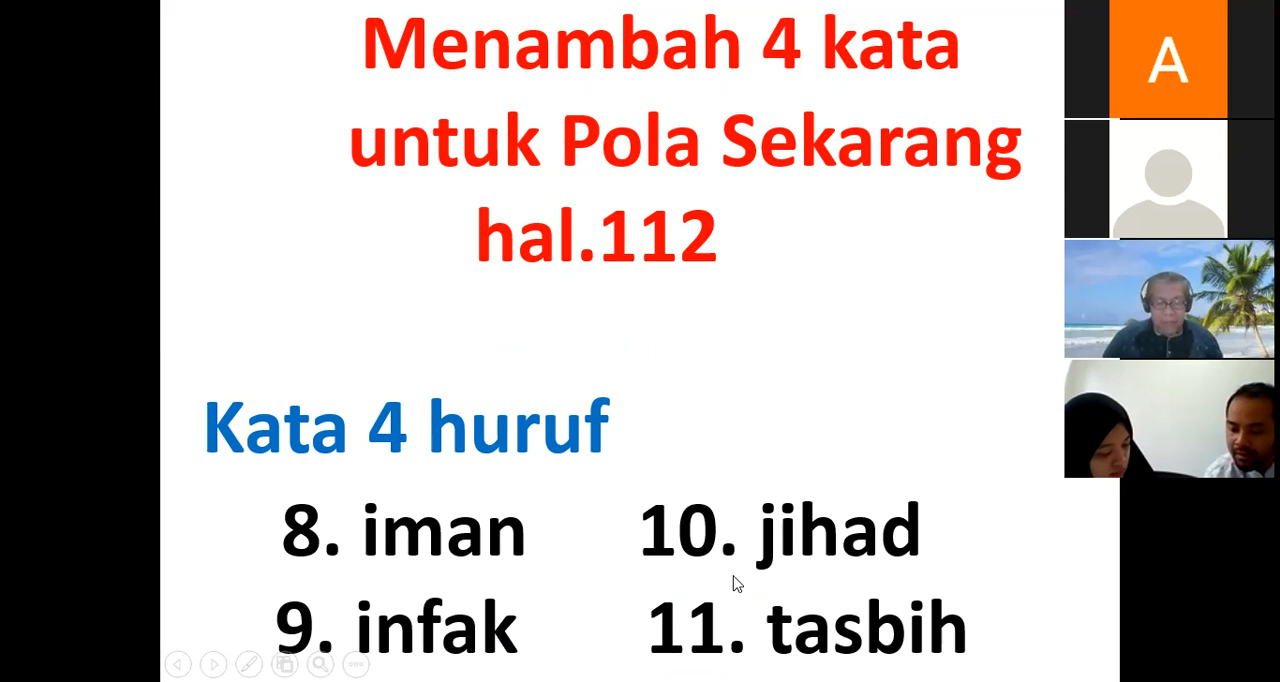 Menambah 4 kata
untuk Pola Sekarang
hal.112
Kata 4 huruf
8. iman 10. jihad
9. infak 11. tasbih
A